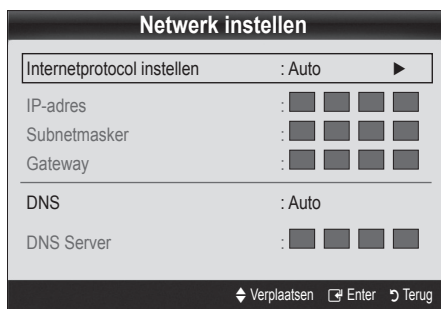 Netwerk instellen
Internetprotocol instellen : Auto ▶
IP-adres :
Subnetmasker :
Gateway :
DNS : Auto
DNS Server :
Verplaatsen Enter Terug